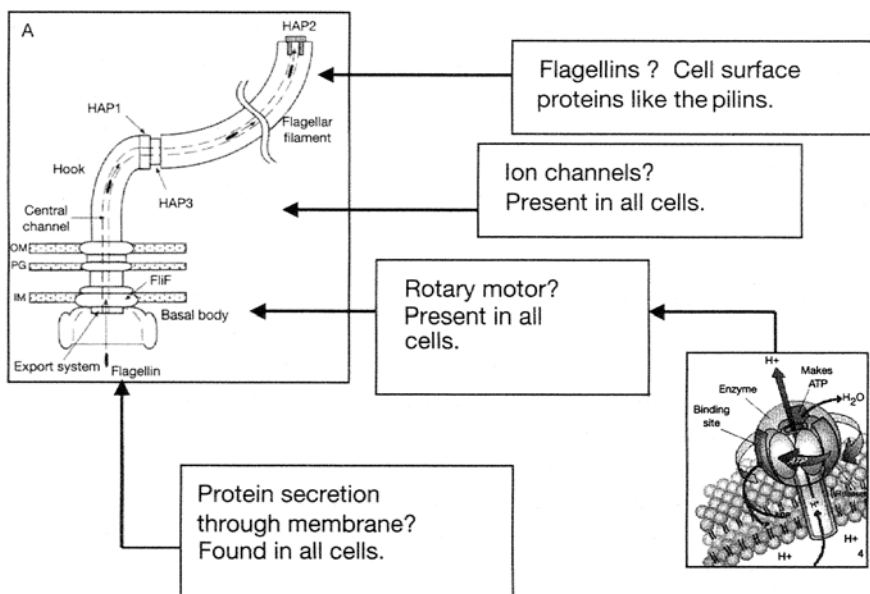 A
HAP2
HAP1
Flagellar
filament
Hook
HAP3
Central
channel
OM
PG
FliF
IM
Basal body
Export system
Flagellin
Flagellins ? Cell surface
proteins like the pilins.
Ion channels?
Present in all cells.
Rotary motor?
Present in all
cells.
Protein secretion
through membrane?
Found in all cells.
H+
Makes
ATP
Enzyme
H2O
Binding
site
H+
H+
H+
4